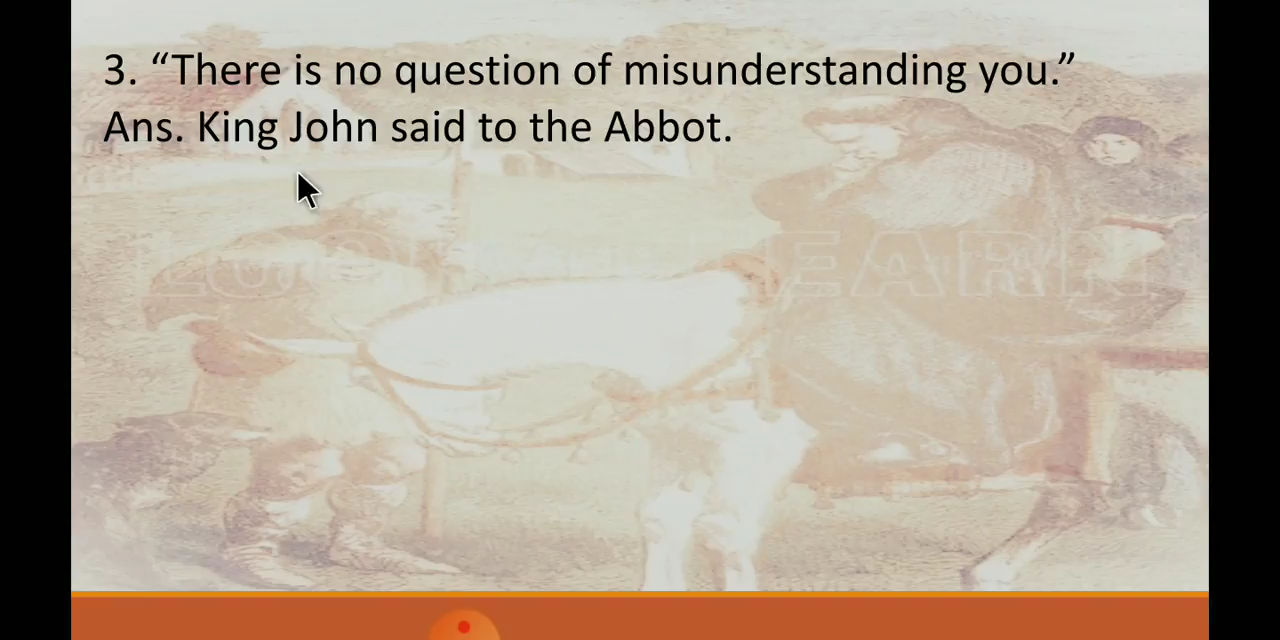 3. “There is no question of misunderstanding you.”
Ans. King John said to the Abbot.